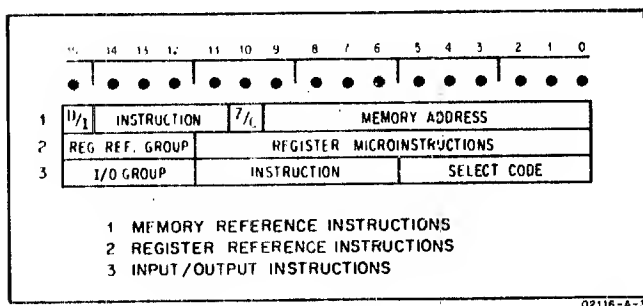 15 14 13 12 11 10 9 8 7 6 5 4 3 2 1 0
1 D/I INSTRUCTION Z/C MEMORY ADDRESS
2 REG REF. GROUP REGISTER MICROINSTRUCTIONS
3 I/O GROUP INSTRUCTION SELECT CODE
1 MEMORY REFERENCE INSTRUCTIONS
2 REGISTER REFERENCE INSTRUCTIONS
3 INPUT/OUTPUT INSTRUCTIONS